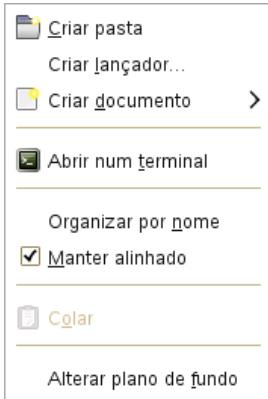 Criar pasta
Criar lançador...
Criar documento
Abrir num terminal
Organizar por nome
Manter alinhado
Colar
Alterar plano de fundo